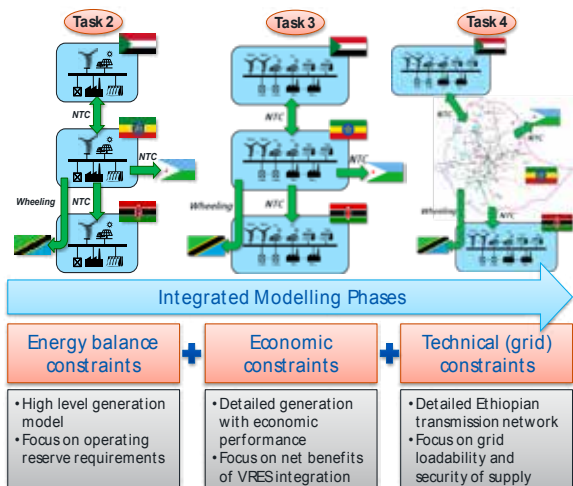 Task 2
Task 3
Task 4
NTC
NTC
NTC
NTC
NTC
Wheeling
NTC
Wheeling
NTC
Wheeling
NTC
Integrated Modelling Phases
Energy balance
constraints
Economic
constraints
Technical (grid)
constraints
• High level generation
model
• Focus on operating
reserve requirements
• Detailed generation
with economic
performance
• Focus on net benefits
of VRES integration
• Detailed Ethiopian
transmission network
• Focus on grid
loadability and
security of supply